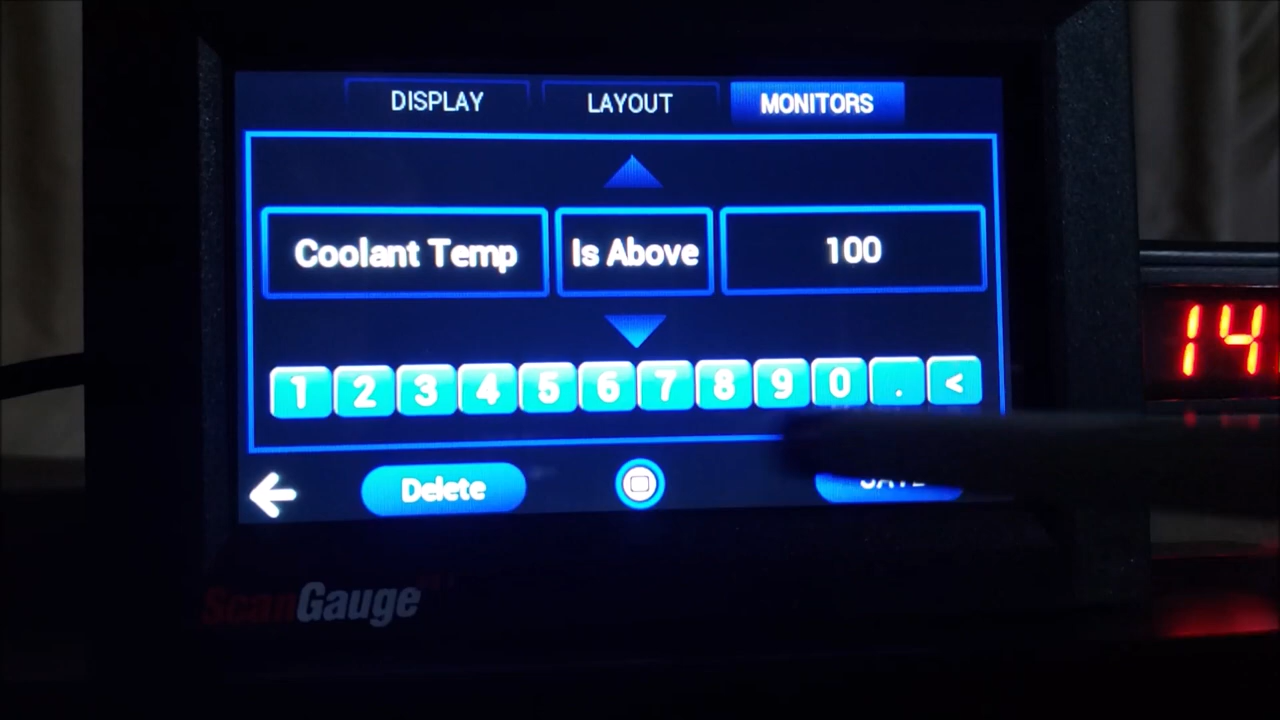 DISPLAY LAYOUT MONITORS
Coolant Temp Is Above 100
1 2 3 4 5 6 7 8 9 0 . <
Delete
ScanGauge
14